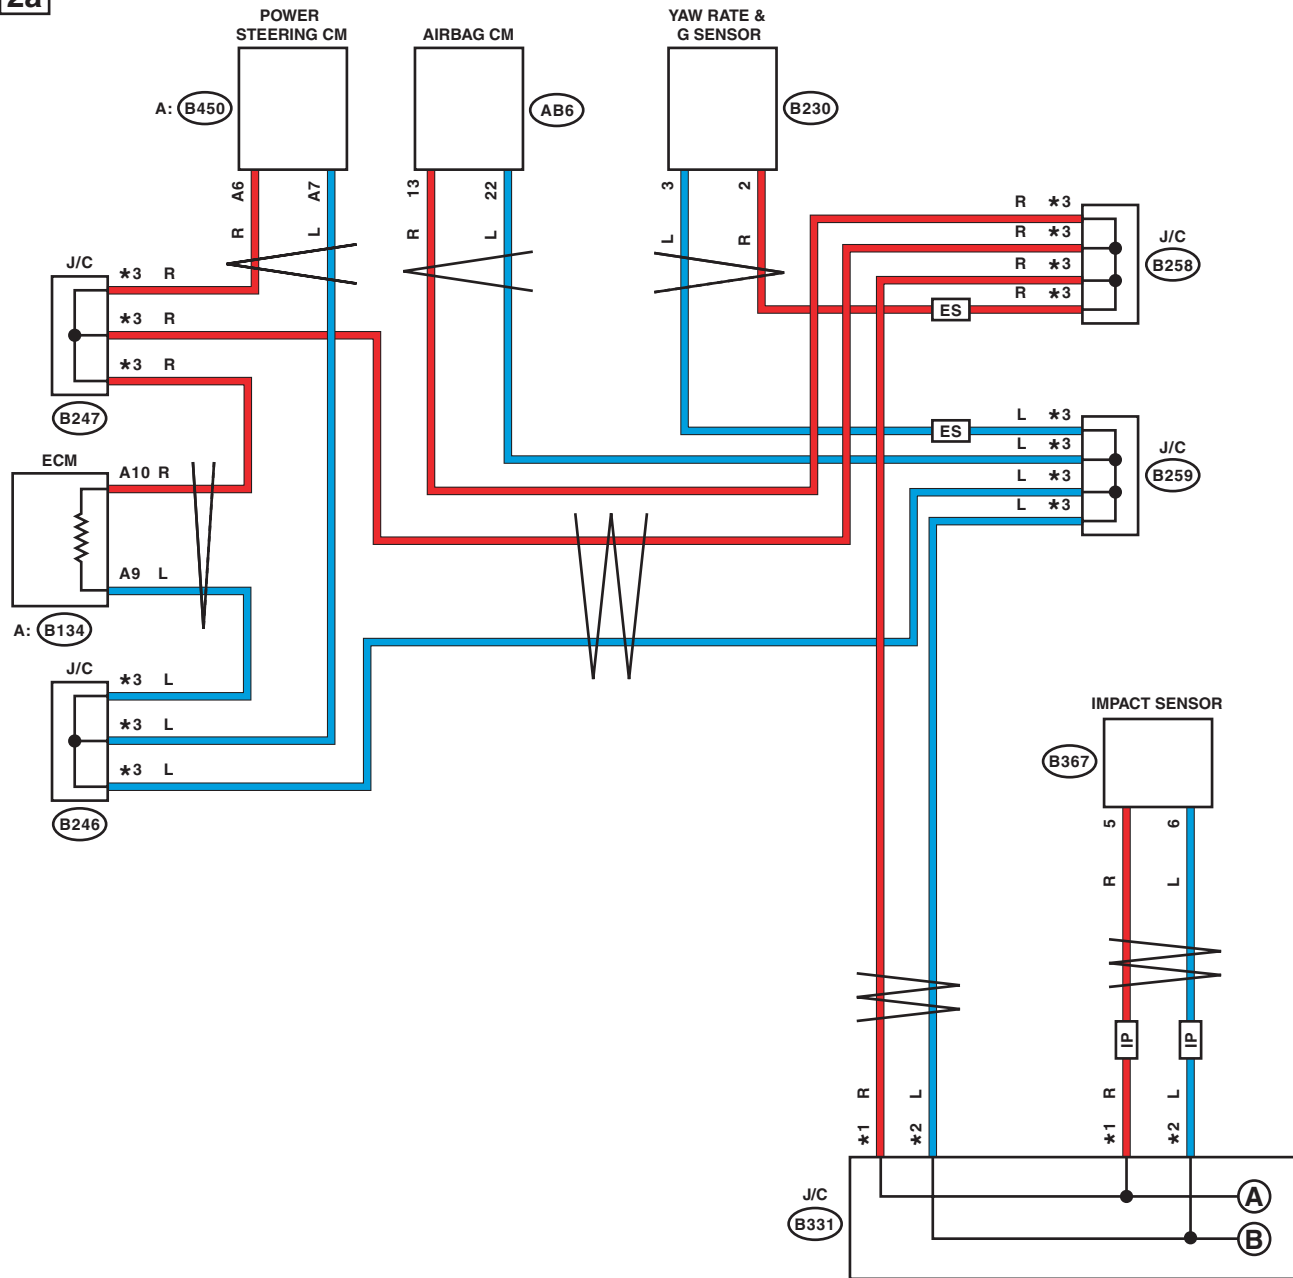 2a
POWER
STEERING CM
AIRBAG CM
YAW RATE &
G SENSOR
A: B450
AB6
B230
A6
A7
13
22
3
2
R
L
R
L
L
R
R *3
R *3
R *3
R *3
ES
J/C
B258
J/C
*3 R
*3 R
*3 R
B247
L *3
ES
L *3
L *3
L *3
J/C
B259
ECM
A10 R
A9 L
A: B134
J/C
*3 L
*3 L
*3 L
B246
IMPACT SENSOR
B367
5
6
R
L
IP
IP
R
L
R
L
*1
*2
*1
*2
J/C
B331
A
B